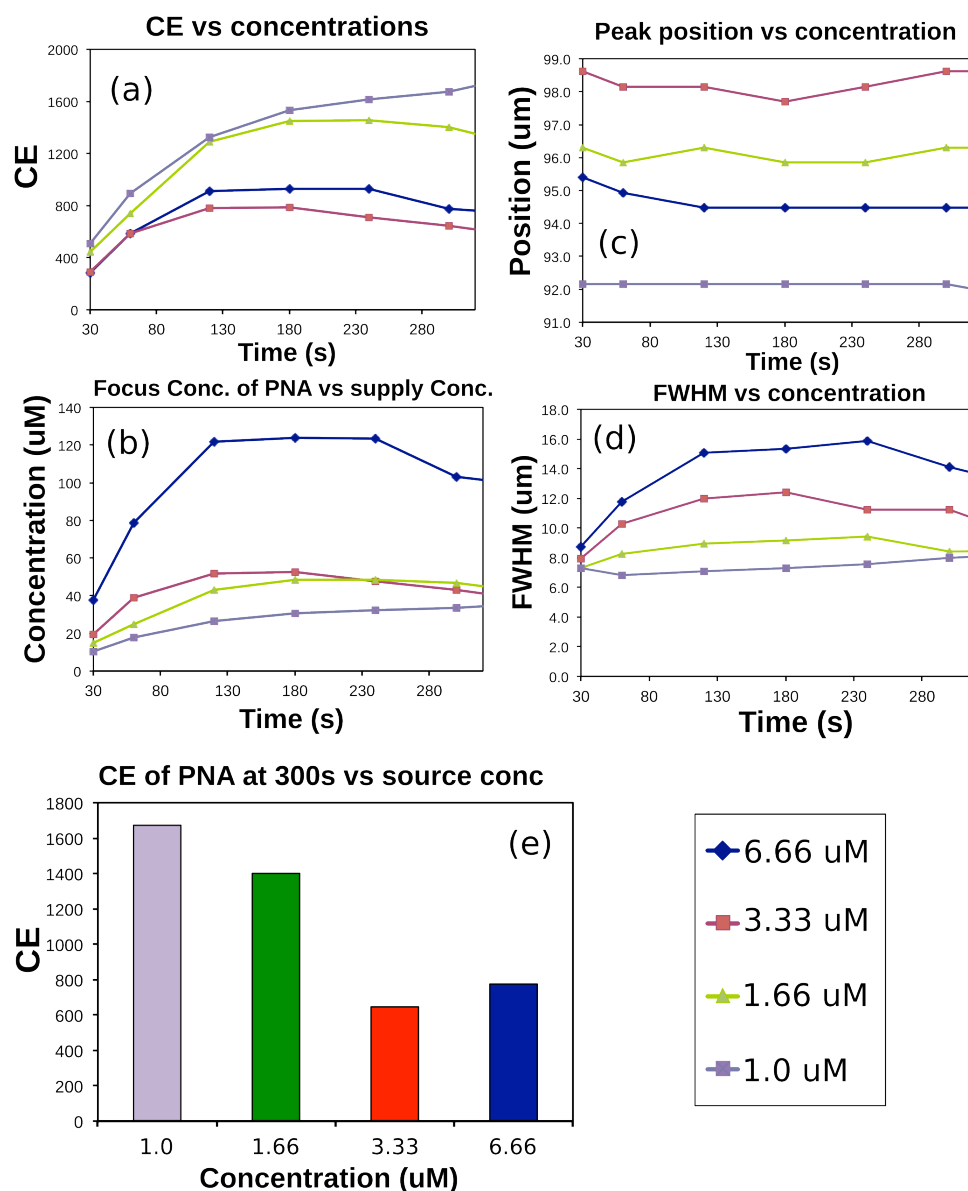 CE vs concentrations
(a)
CE
2000
1600
1200
800
400
0
30 80 130 180 230 280
Time (s)
Peak position vs concentration
(c)
Position (um)
99.0
98.0
97.0
96.0
95.0
94.0
93.0
92.0
91.0
30 80 130 180 230 280
Time (s)
Focus Conc. of PNA vs supply Conc.
(b)
Concentration (uM)
140
120
100
80
60
40
20
0
30 80 130 180 230 280
Time (s)
FWHM vs concentration
(d)
FWHM (um)
18.0
16.0
14.0
12.0
10.0
8.0
6.0
4.0
2.0
0.0
30 80 130 180 230 280
Time (s)
CE of PNA at 300s vs source conc
(e)
CE
1800
1600
1400
1200
1000
800
600
400
200
0
1.0 1.66 3.33 6.66
Concentration (uM)
6.66 uM
3.33 uM
1.66 uM
1.0 uM